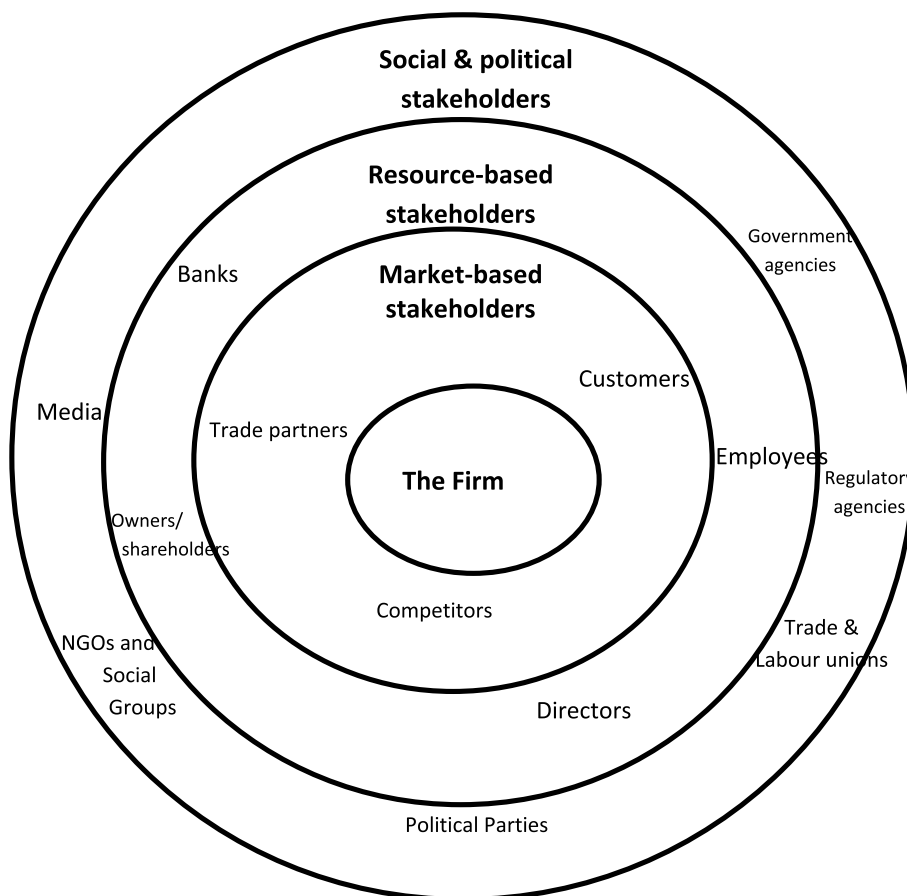 Social & political
stakeholders
Resource-based
stakeholders
Government
agencies
Banks
Market-based
stakeholders
Customers
Media
Trade partners
Employees
The Firm
Regulatory
agencies
Owners/
shareholders
Competitors
NGOs and
Social
Groups
Trade &
Labour unions
Directors
Political Parties